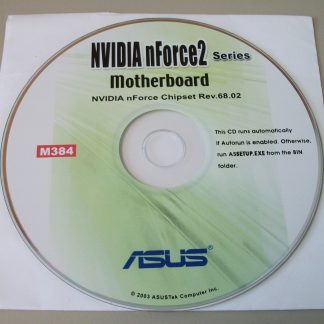 NVIDIA nForce2 Series
Motherboard
NVIDIA nForce Chipset Rev.68.02
M384
This CD runs automatically
if Autorun is enabled. Otherwise,
run ASSETUP.EXE from the BIN
folder.
ASUS®
© 2003 ASUSTek Computer Inc.